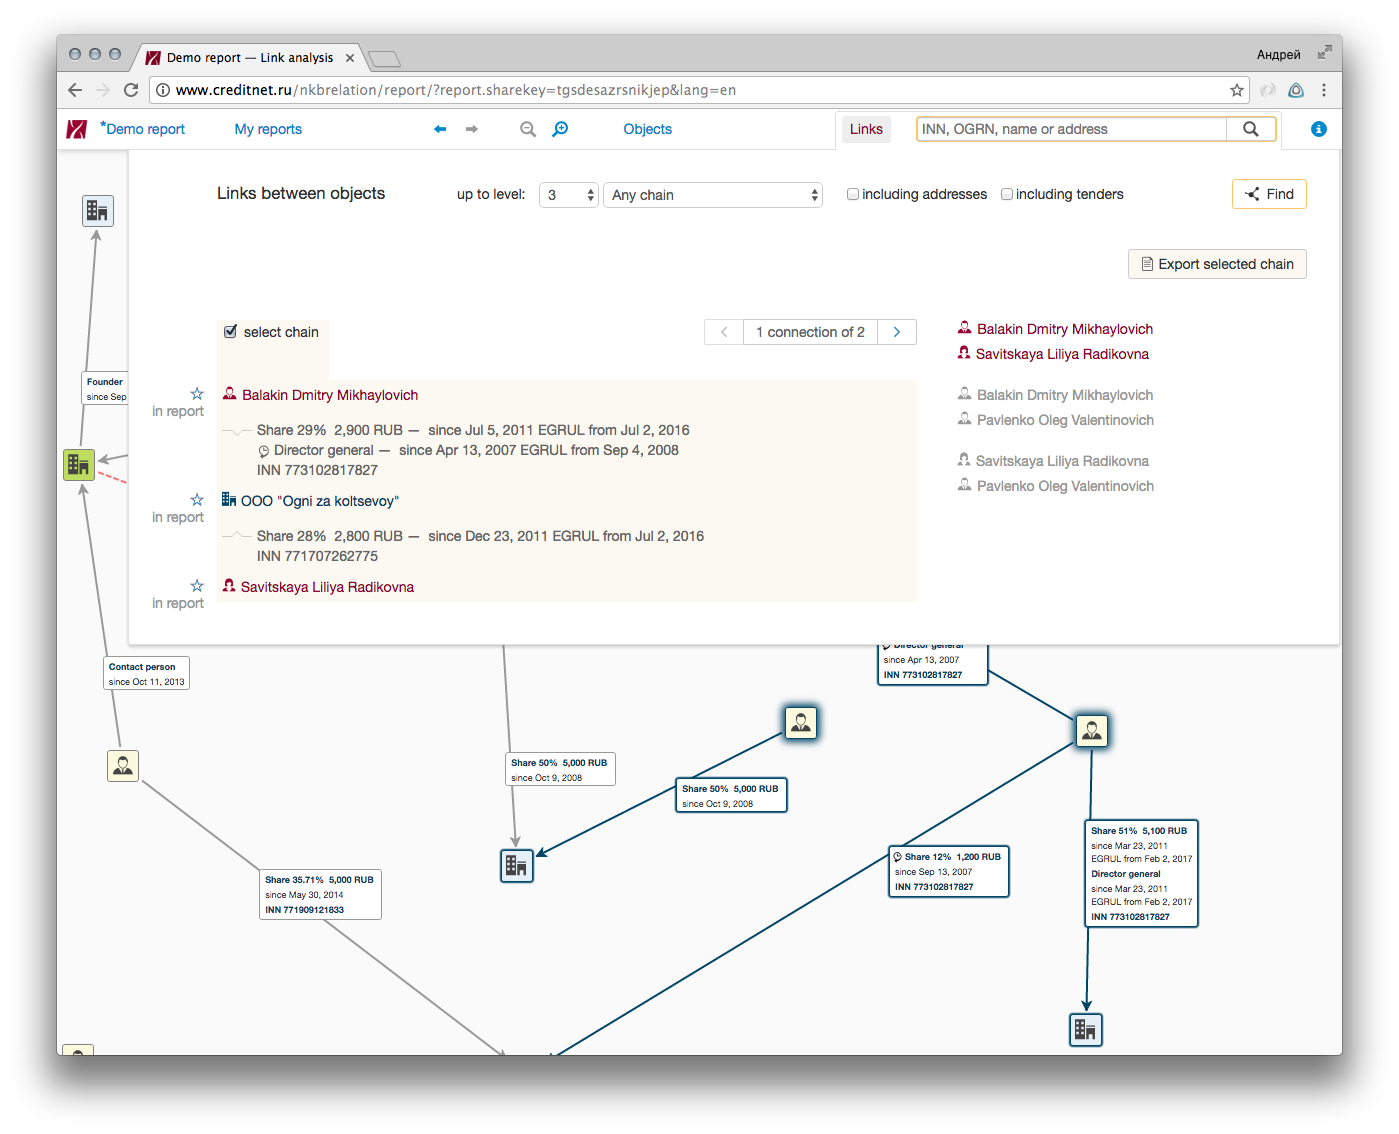 Demo report — Link analysis
Андрей
www.creditnet.ru/nkbrelation/report/?report.sharekey=tgsdesazrsnikjep&lang=en
*Demo report
My reports
Objects
Links
INN, OGRN, name or address
Links between objects
up to level:
3
Any chain
including addresses
including tenders
Find
Export selected chain
select chain
1 connection of 2
Balakin Dmitry Mikhaylovich
Savitskaya Liliya Radikovna
Balakin Dmitry Mikhaylovich
Pavlenko Oleg Valentinovich
Savitskaya Liliya Radikovna
Pavlenko Oleg Valentinovich
in report
Balakin Dmitry Mikhaylovich
Share 29% 2,900 RUB — since Jul 5, 2011 EGRUL from Jul 2, 2016
Director general — since Apr 13, 2007 EGRUL from Sep 4, 2008
INN 773102817827
in report
OOO "Ogni za koltsevoy"
Share 28% 2,800 RUB — since Dec 23, 2011 EGRUL from Jul 2, 2016
INN 771707262775
in report
Savitskaya Liliya Radikovna
Founder
since Sep
Contact person
since Oct 11, 2013
Director general
since Apr 13, 2007
INN 773102817827
Share 50% 5,000 RUB
since Oct 9, 2008
Share 50% 5,000 RUB
since Oct 9, 2008
Share 35.71% 5,000 RUB
since May 30, 2014
INN 771909121833
Share 12% 1,200 RUB
since Sep 13, 2007
INN 773102817827
Share 51% 5,100 RUB
since Mar 23, 2011
EGRUL from Feb 2, 2017
Director general
since Mar 23, 2011
EGRUL from Feb 2, 2017
INN 773102817827